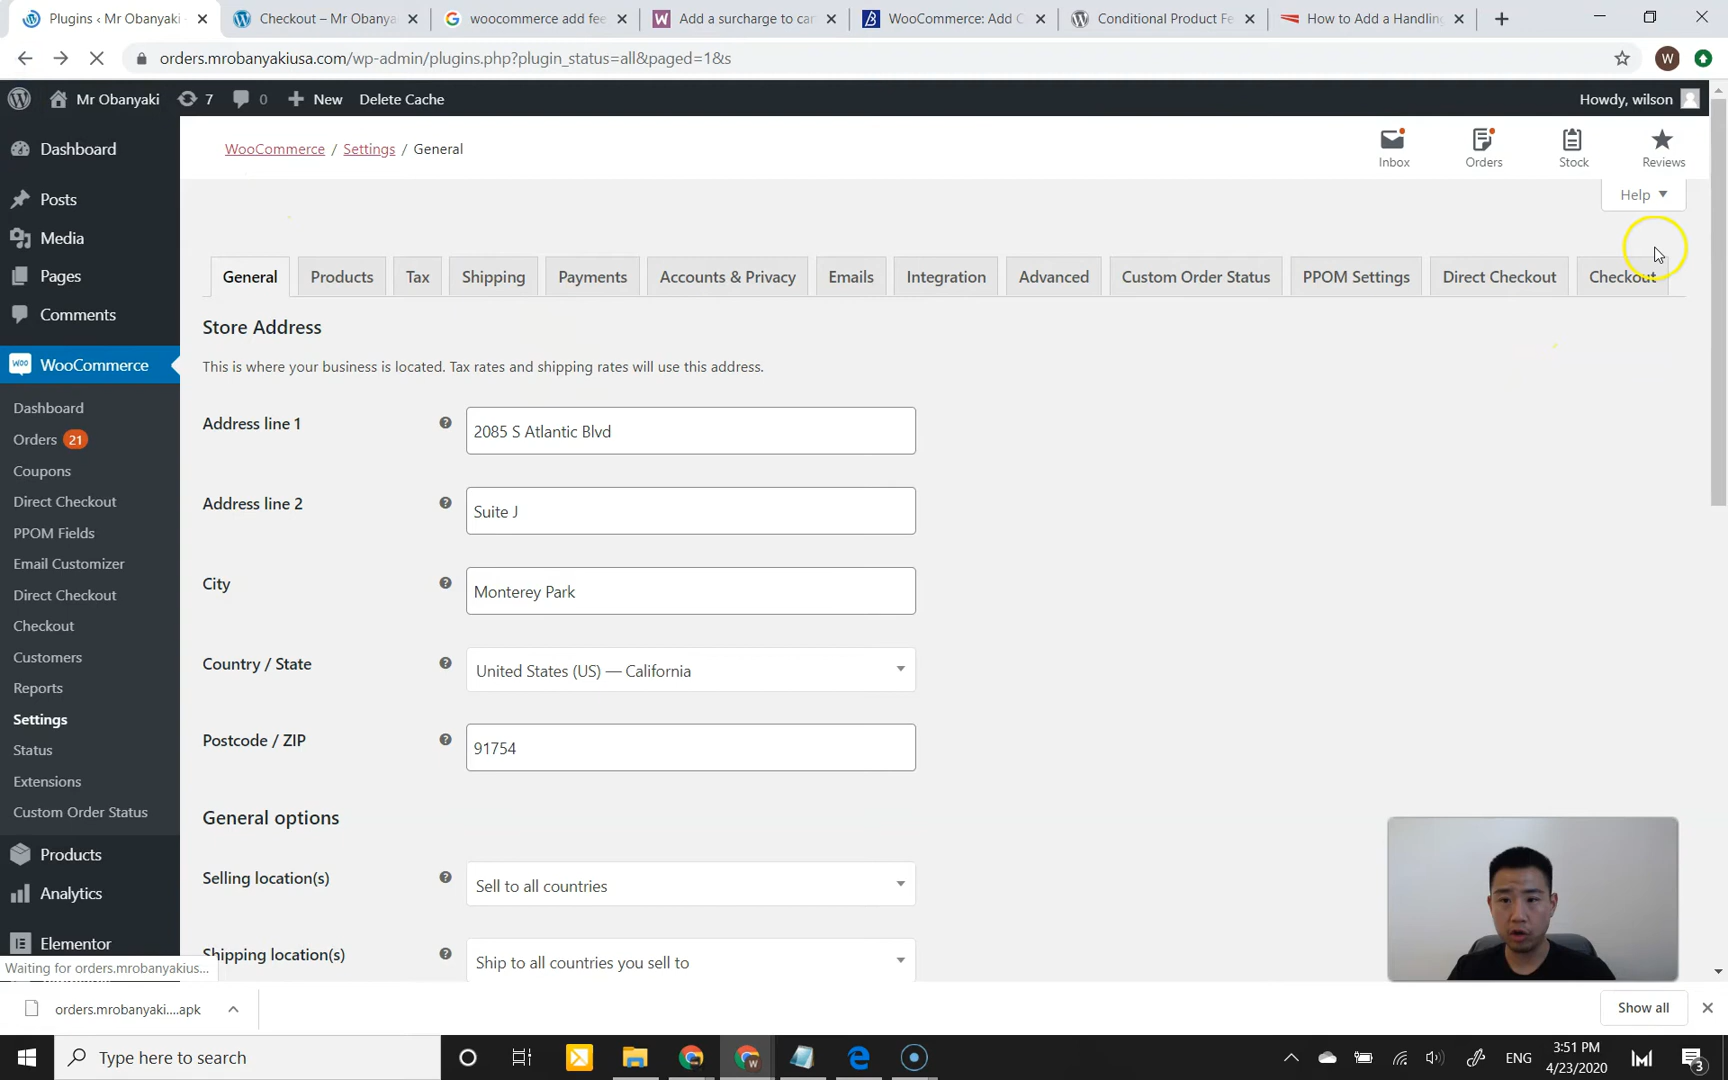 Plugins ‹ Mr Obanyaki
Checkout – Mr Obanya
woocommerce add fee
Add a surcharge to car
WooCommerce: Add C
Conditional Product Fe
How to Add a Handling
orders.mrobanyakiusa.com/wp-admin/plugins.php?plugin_status=all&paged=1&s
W
Mr Obanyaki
7
0
New
Delete Cache
Howdy, wilson
WooCommerce / Settings / General
Inbox
Orders
Stock
Reviews
Help
General
Products
Tax
Shipping
Payments
Accounts & Privacy
Emails
Integration
Advanced
Custom Order Status
PPOM Settings
Direct Checkout
Checkout
Dashboard
Posts
Media
Pages
Comments
WooCommerce
Dashboard
Orders 21
Coupons
Direct Checkout
PPOM Fields
Email Customizer
Direct Checkout
Checkout
Customers
Reports
Settings
Status
Extensions
Custom Order Status
Products
Analytics
Elementor
Store Address
This is where your business is located. Tax rates and shipping rates will use this address.
Address line 1
2085 S Atlantic Blvd
Address line 2
Suite J
City
Monterey Park
Country / State
United States (US) — California
Postcode / ZIP
91754
General options
Selling location(s)
Sell to all countries
Shipping location(s)
Ship to all countries you sell to
Waiting for orders.mrobanyakius...
orders.mrobanyaki....apk
Show all
Type here to search
ENG
3:51 PM
4/23/2020
3